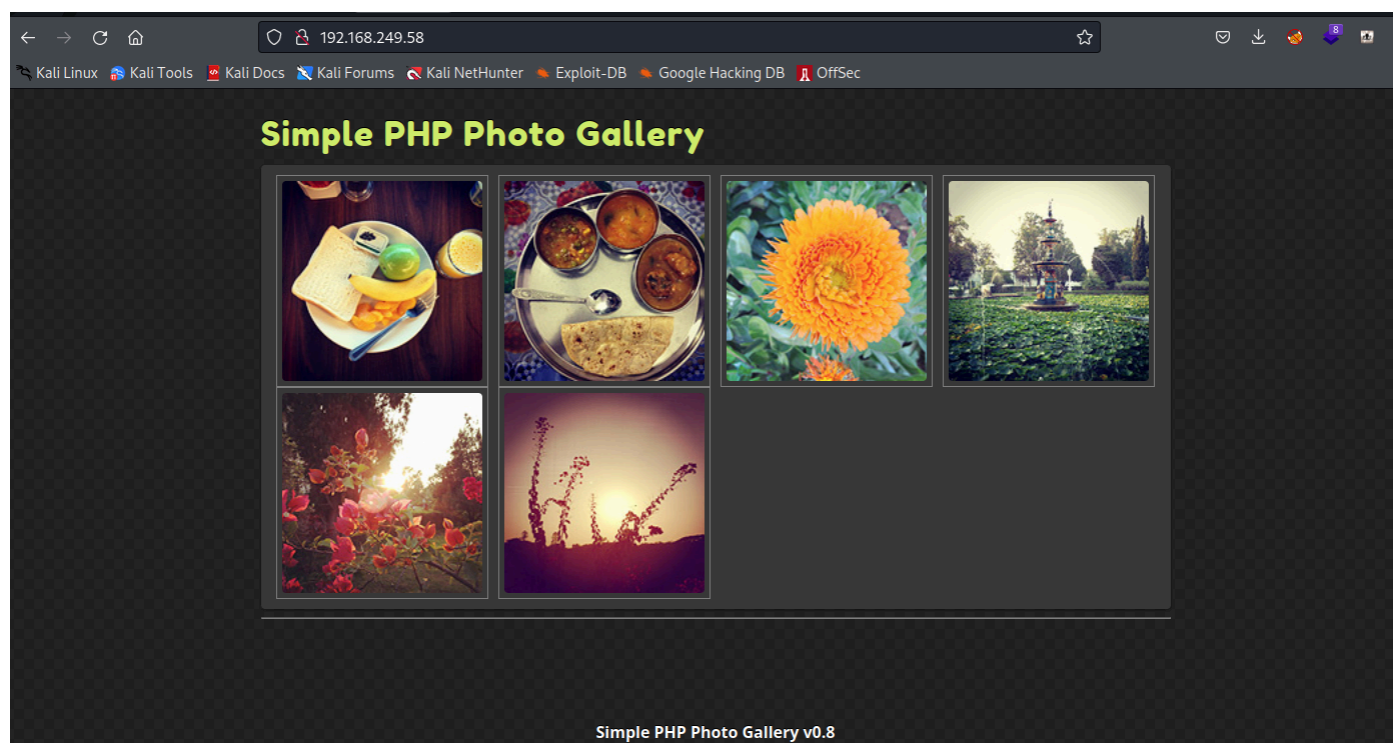 192.168.249.58
8
Kali Linux Kali Tools Kali Docs Kali Forums Kali NetHunter Exploit-DB Google Hacking DB OffSec
Simple PHP Photo Gallery
Simple PHP Photo Gallery v0.8